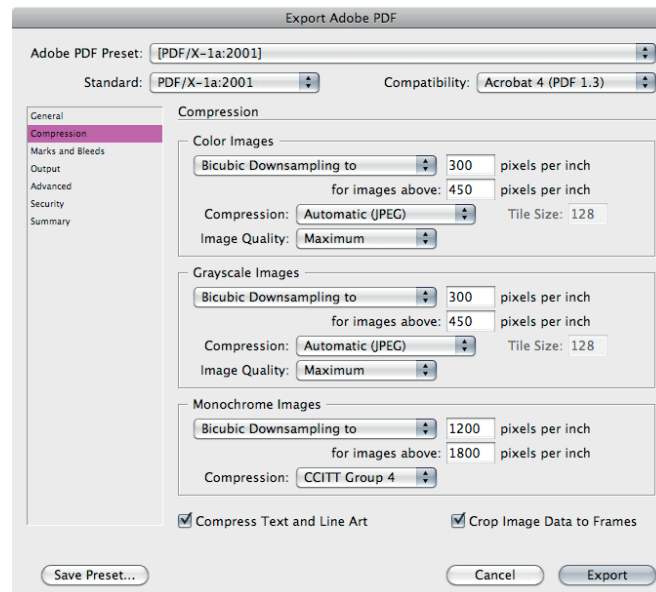 Export Adobe PDF
Adobe PDF Preset: [PDF/X-1a:2001]
Standard: PDF/X-1a:2001 Compatibility: Acrobat 4 (PDF 1.3)
General
Compression
Marks and Bleeds
Output
Advanced
Security
Summary
Compression
Color Images
Bicubic Downsampling to 300 pixels per inch
for images above: 450 pixels per inch
Compression: Automatic (JPEG) Tile Size: 128
Image Quality: Maximum
Grayscale Images
Bicubic Downsampling to 300 pixels per inch
for images above: 450 pixels per inch
Compression: Automatic (JPEG) Tile Size: 128
Image Quality: Maximum
Monochrome Images
Bicubic Downsampling to 1200 pixels per inch
for images above: 1800 pixels per inch
Compression: CCITT Group 4
Compress Text and Line Art Crop Image Data to Frames
Save Preset... Cancel Export